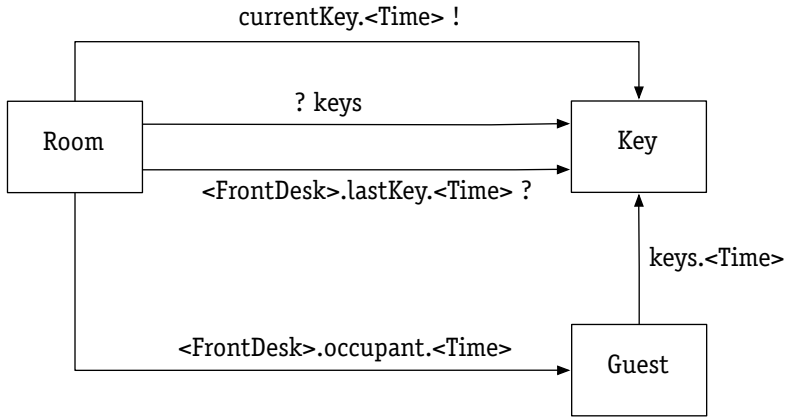 currentKey.<Time> !
? keys
Room
Key
<FrontDesk>.lastKey.<Time> ?
keys.<Time>
<FrontDesk>.occupant.<Time>
Guest